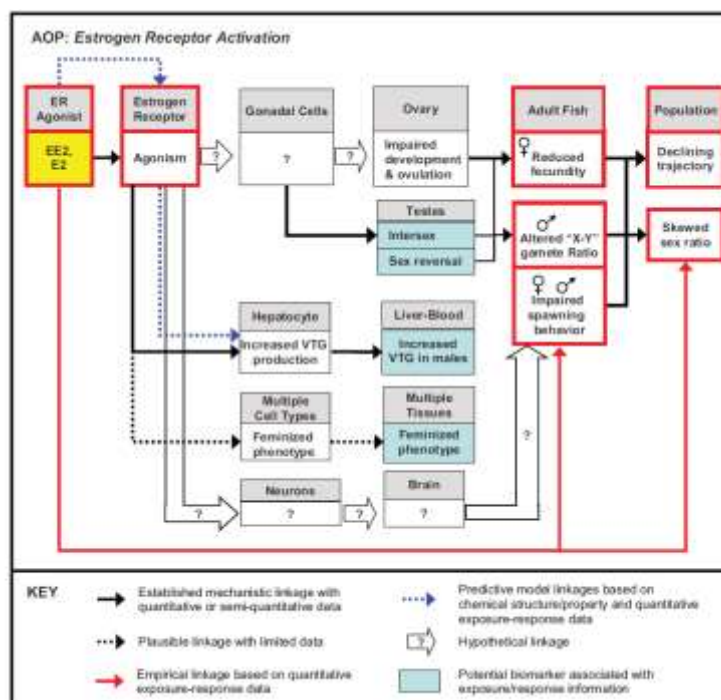 AOP: Estrogen Receptor Activation
ER
Agonist
EE2,
E2
Estrogen
Receptor
Agonism
?
Gonadal Cells
?
?
Ovary
Impaired
development
& ovulation
Testes
Intersex
Sex reversal
Adult Fish
♀
Reduced
fecundity
♂
Altered "X-Y"
gamete Ratio
♀ ♂
Impaired
spawning
behavior
Population
Declining
trajectory
Skewed
sex ratio
Hepatocyte
Increased VTG
production
Liver-Blood
Increased
VTG in males
Multiple
Cell Types
Feminized
phenotype
Multiple
Tissues
Feminized
phenotype
?
Neurons
?
?
Brain
?
?
KEY
Established mechanistic linkage with
quantitative or semi-quantitative data
Plausible linkage with limited data
Empirical linkage based on quantitative
exposure-response data
Predictive model linkages based on
chemical structure/property and quantitative
exposure-response data
?
Hypothetical linkage
Potential biomarker associated with
exposure/response information